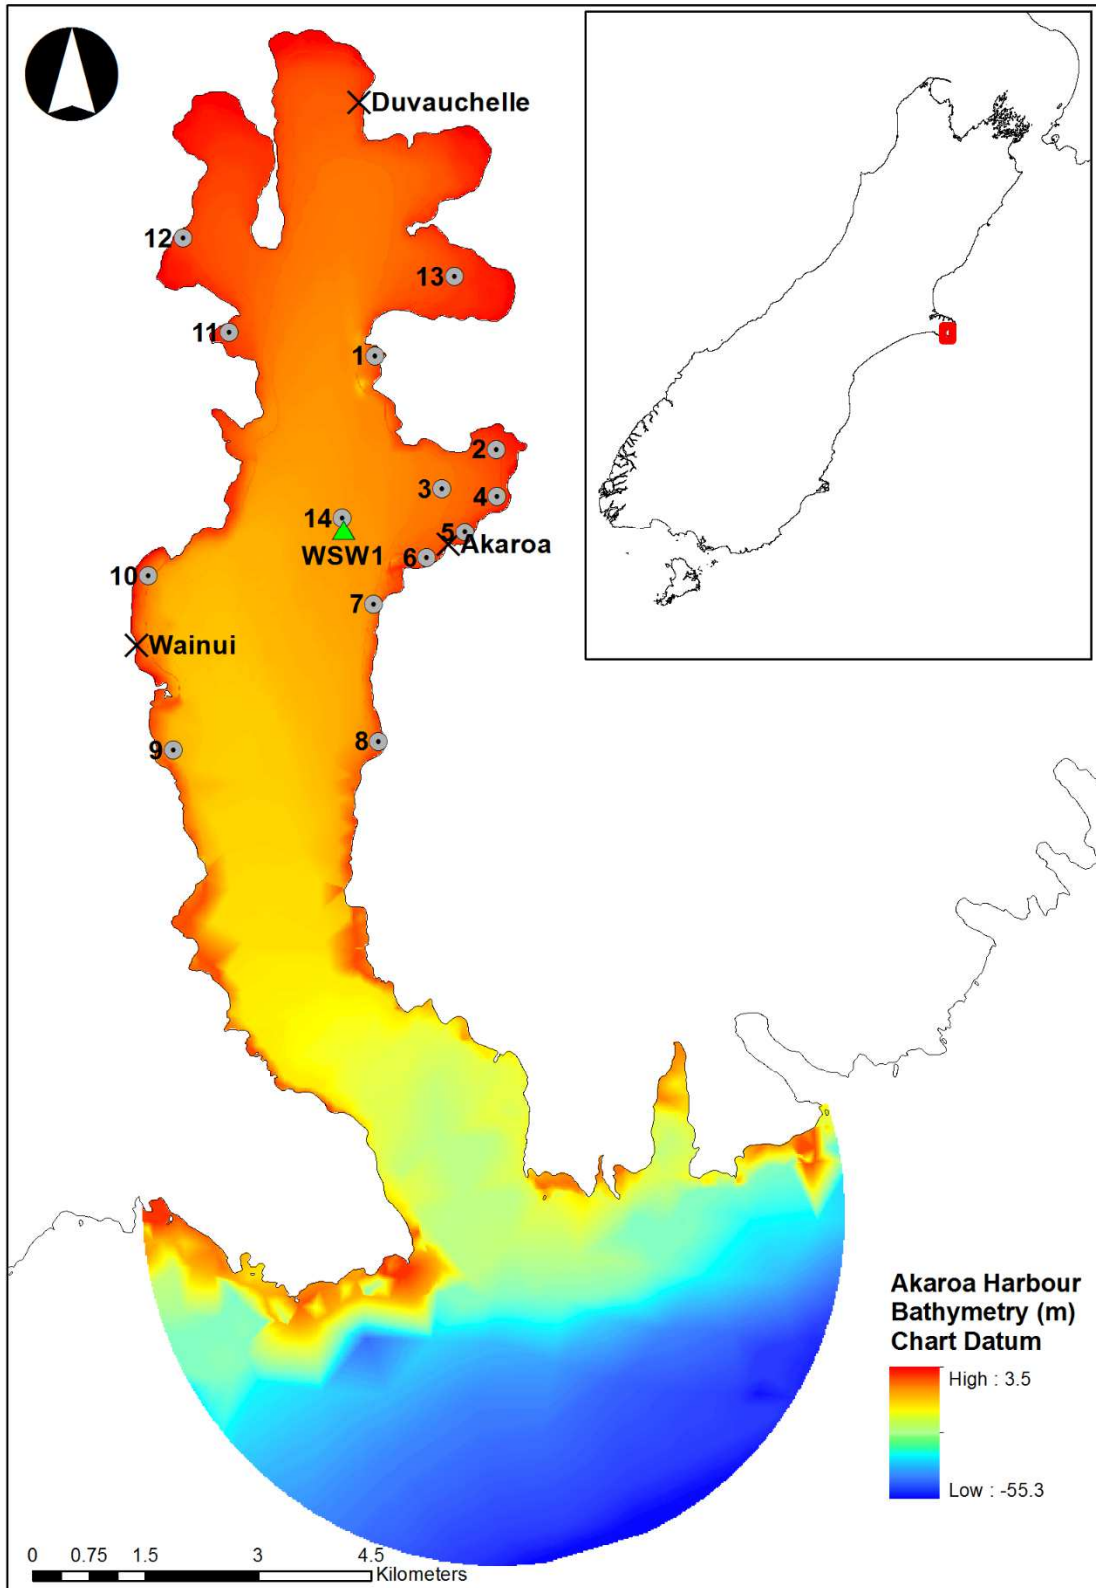 Duvauchelle
12
13
11
1
2
3
4
14
5
Akaroa
WSW1
6
10
7
Wainui
8
9
Akaroa Harbour
Bathymetry (m)
Chart Datum
High : 3.5
Low : -55.3
0 0.75 1.5 3 4.5
Kilometers